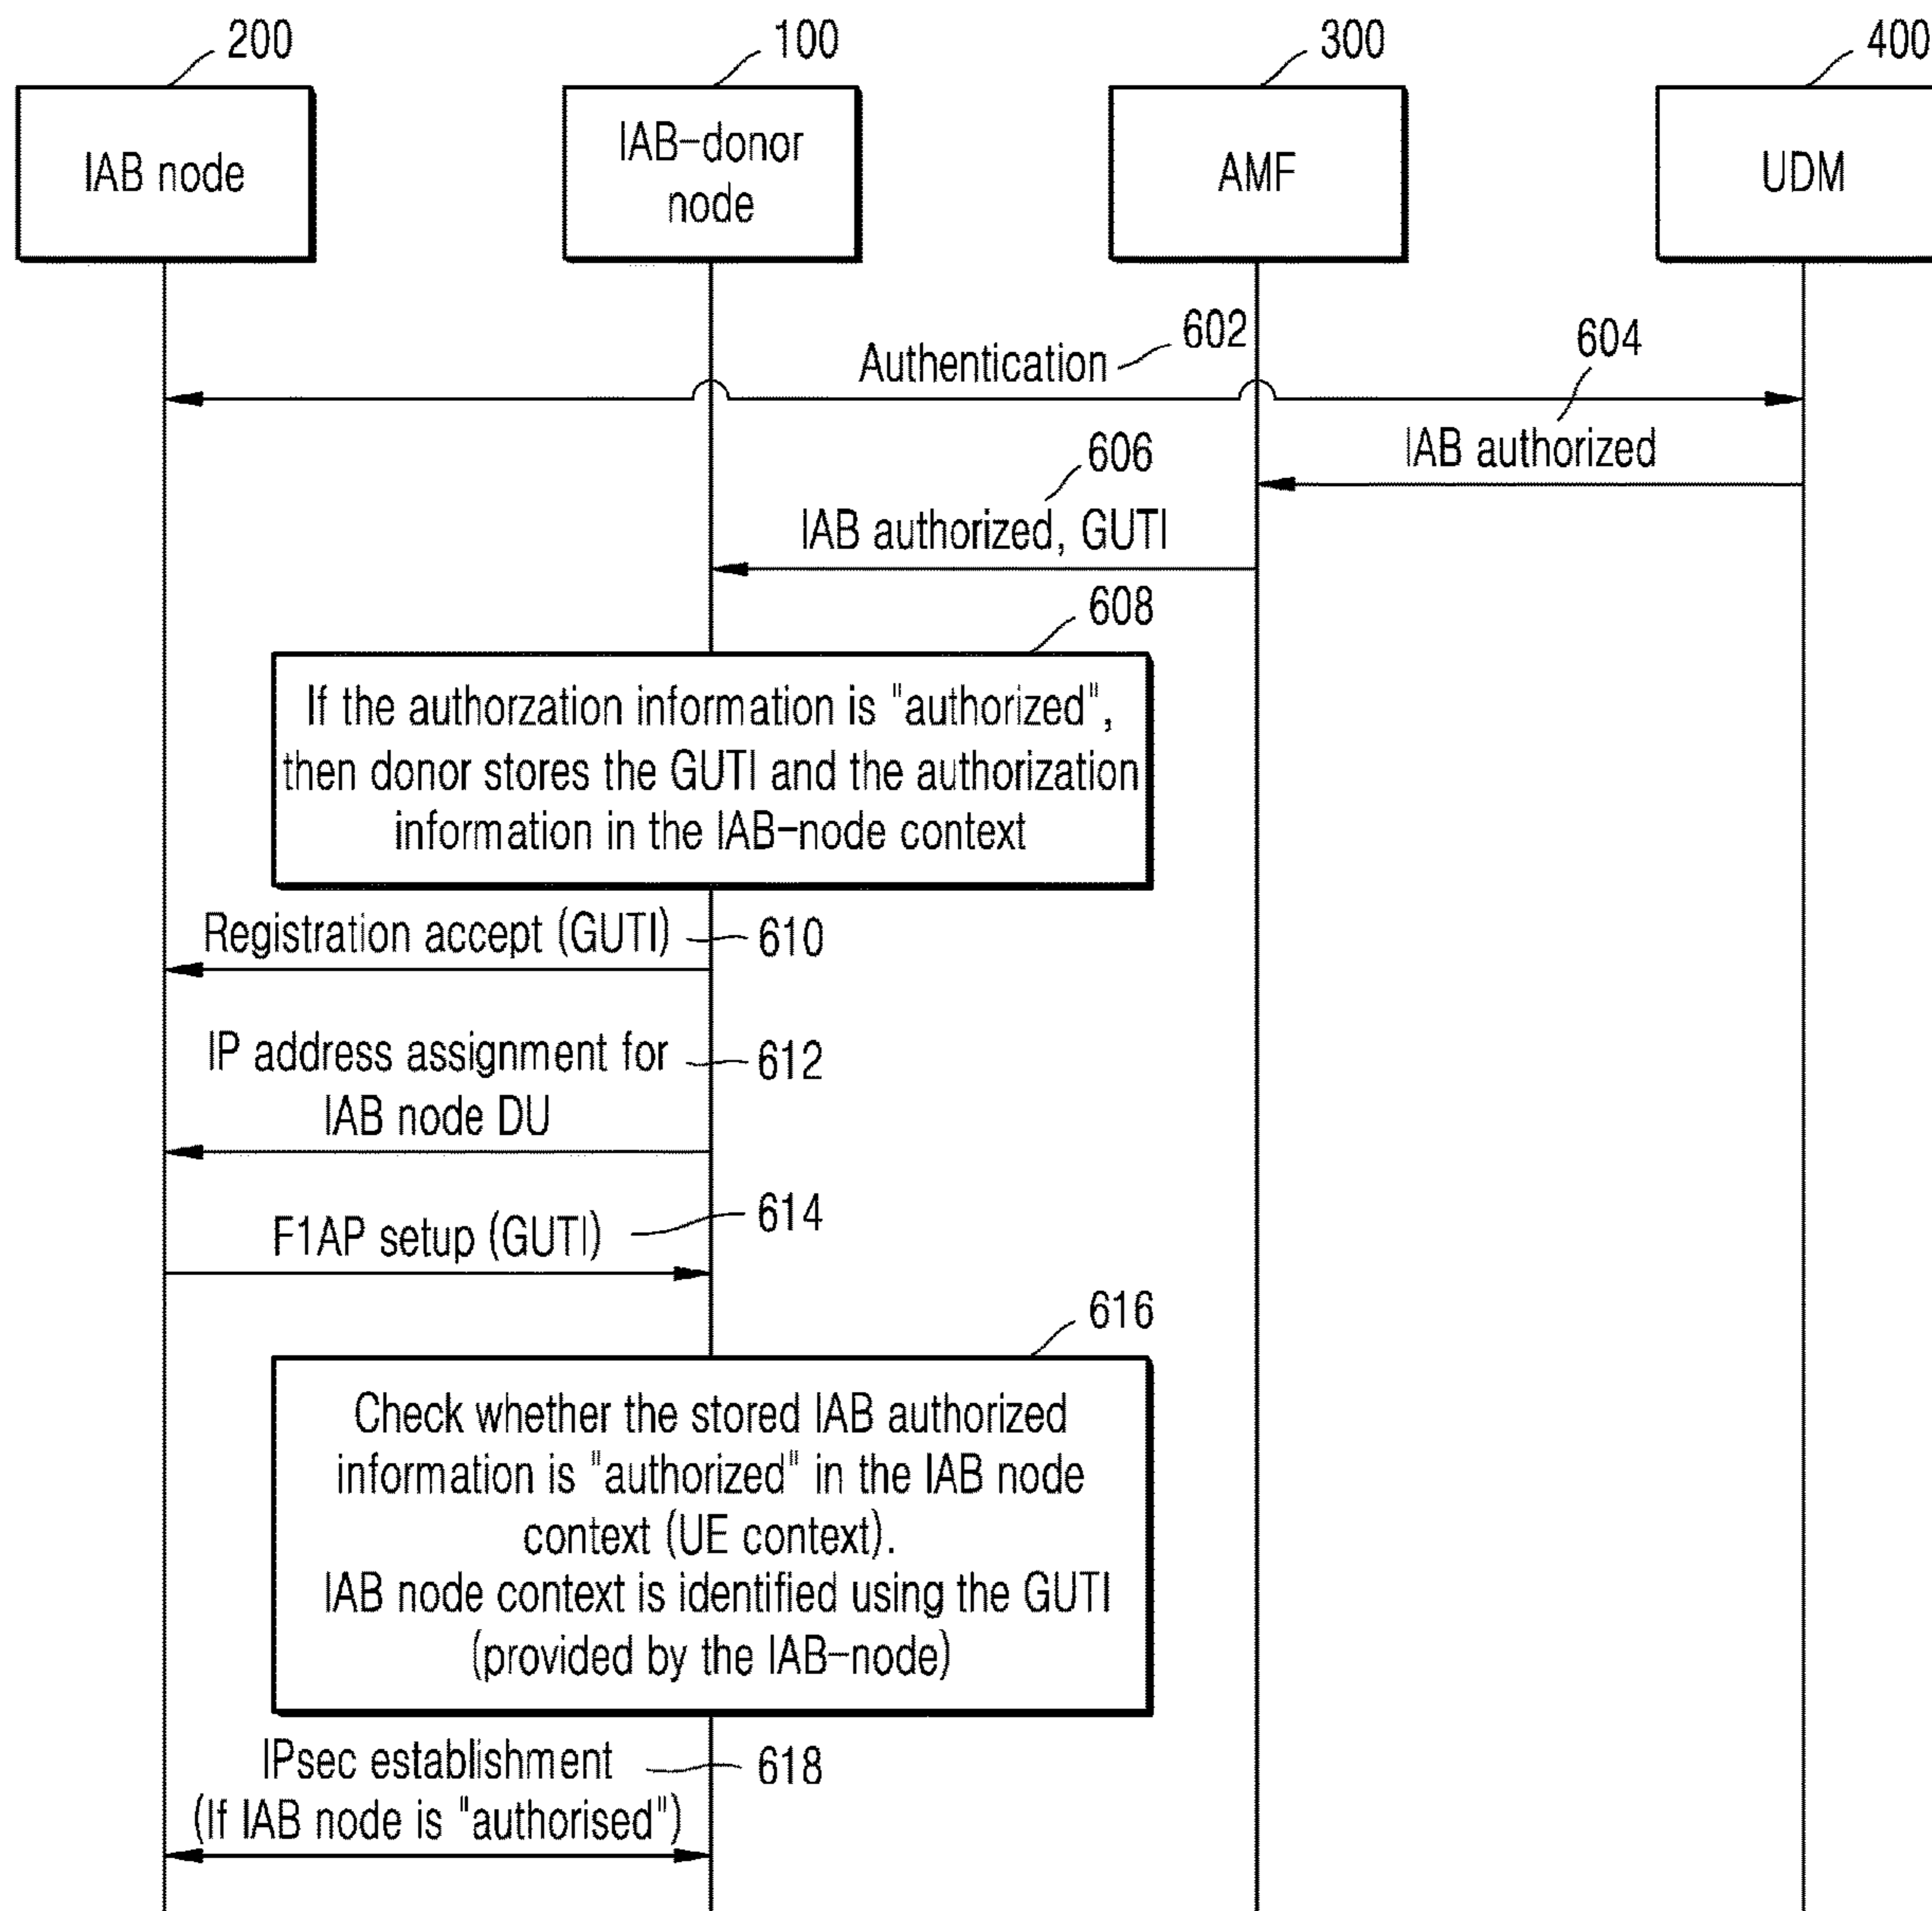 200
100
300
400
IAB node
IAB-donor
node
AMF
UDM
602
Authentication
604
IAB authorized
606
IAB authorized, GUTI
608
If the authorzation information is "authorized",
then donor stores the GUTI and the authorization
information in the IAB-node context
Registration accept (GUTI)
610
IP address assignment for
IAB node DU
612
F1AP setup (GUTI)
614
616
Check whether the stored IAB authorized
information is "authorized" in the IAB node
context (UE context).
IAB node context is identified using the GUTI
(provided by the IAB-node)
IPsec establishment
(If IAB node is "authorised")
618